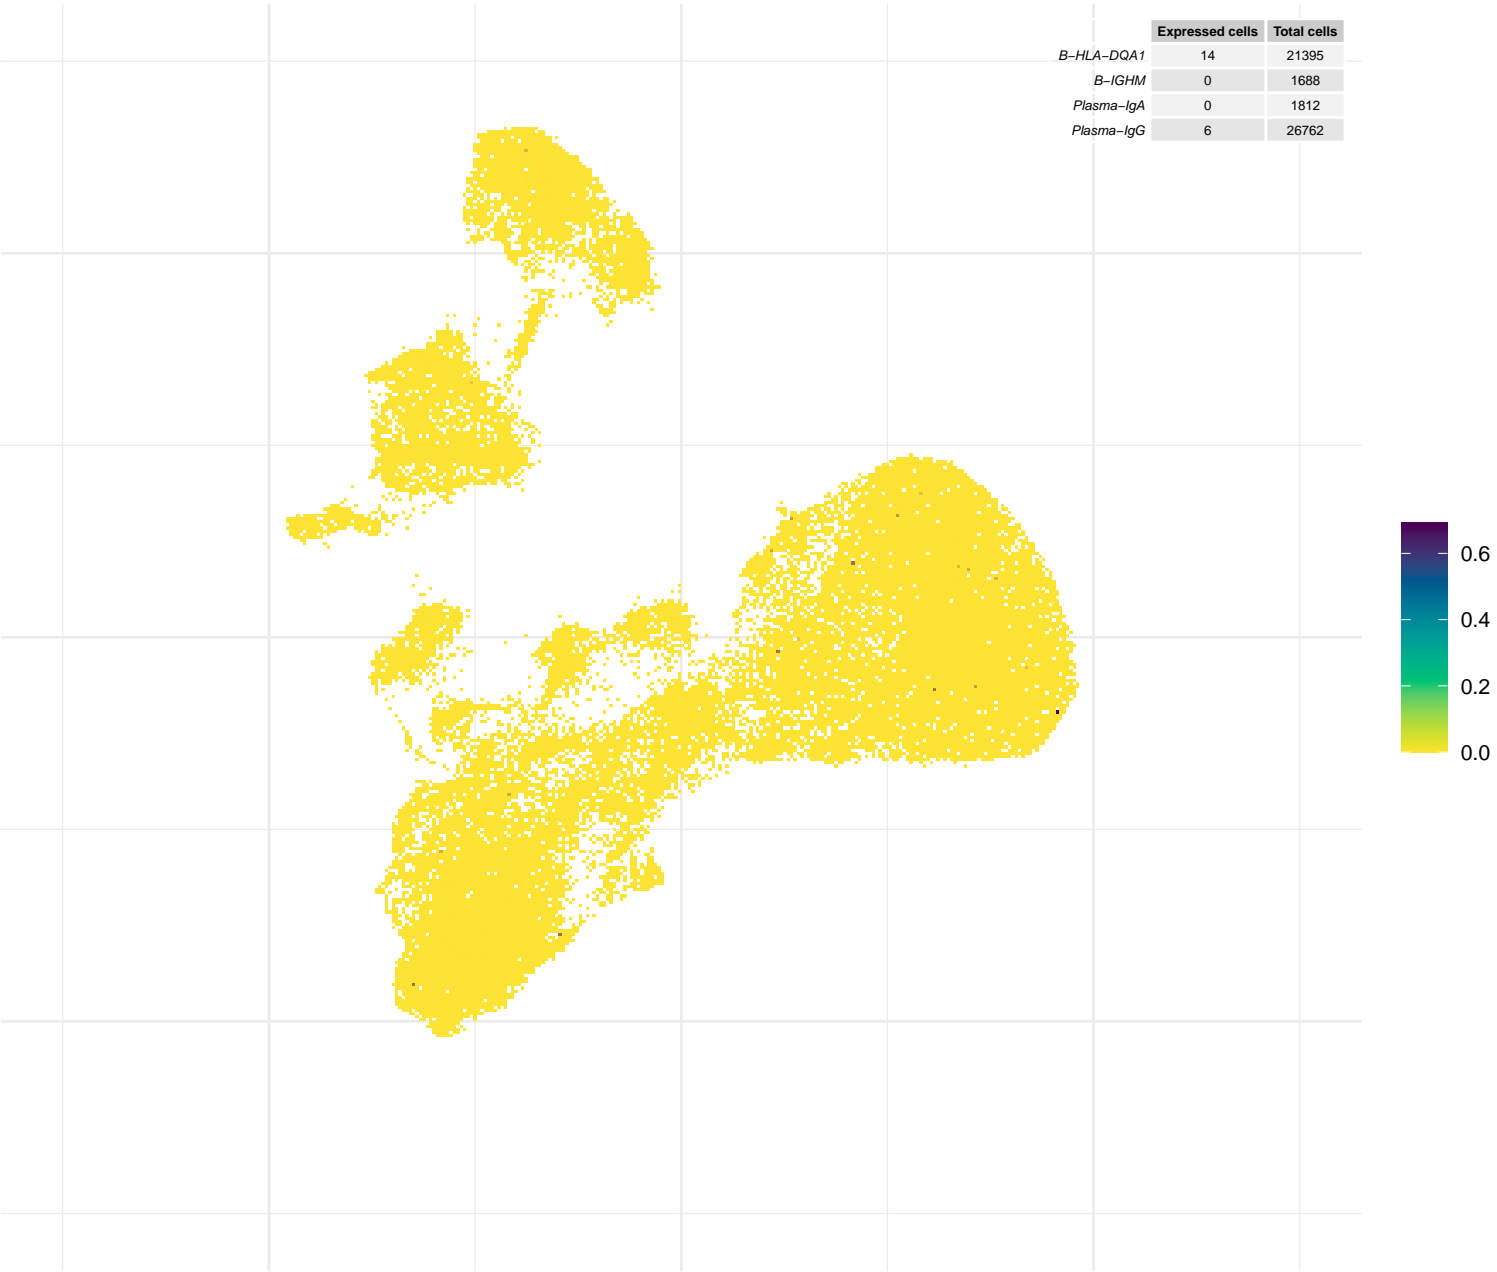 Expressed cells Total cells
B−HLA−DQA1 14 21395
B−IGHM 0 1688
Plasma−IgA 0 1812
Plasma−IgG 6 26762
0.6
0.4
0.2
0.0